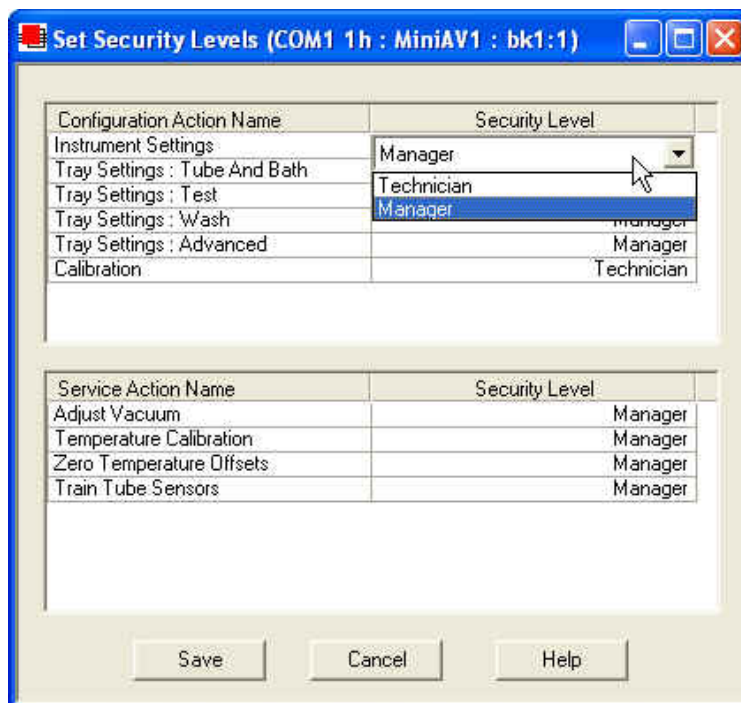 Set Security Levels (COM1 1h : MiniAV1 : bk1:1)
Configuration Action Name Security Level
Instrument Settings Manager
Tray Settings : Tube And Bath Technician
Tray Settings : Test Manager
Tray Settings : Wash Manager
Tray Settings : Advanced Manager
Calibration Technician
Service Action Name Security Level
Adjust Vacuum Manager
Temperature Calibration Manager
Zero Temperature Offsets Manager
Train Tube Sensors Manager
Save Cancel Help